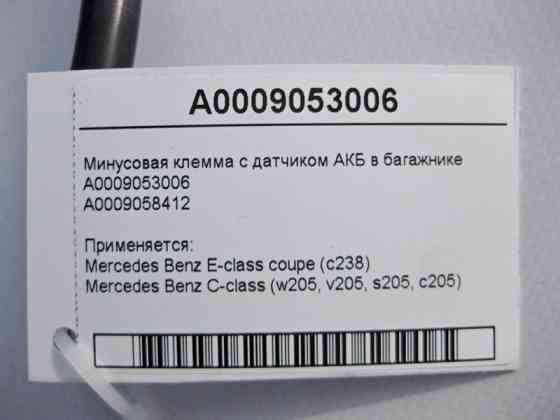 A0009053006
Минусовая клемма с датчиком АКБ в багажнике
A0009053006
A0009058412
Применяется:
Mercedes Benz E-class coupe (c238)
Mercedes Benz C-class (w205, v205, s205, c205)